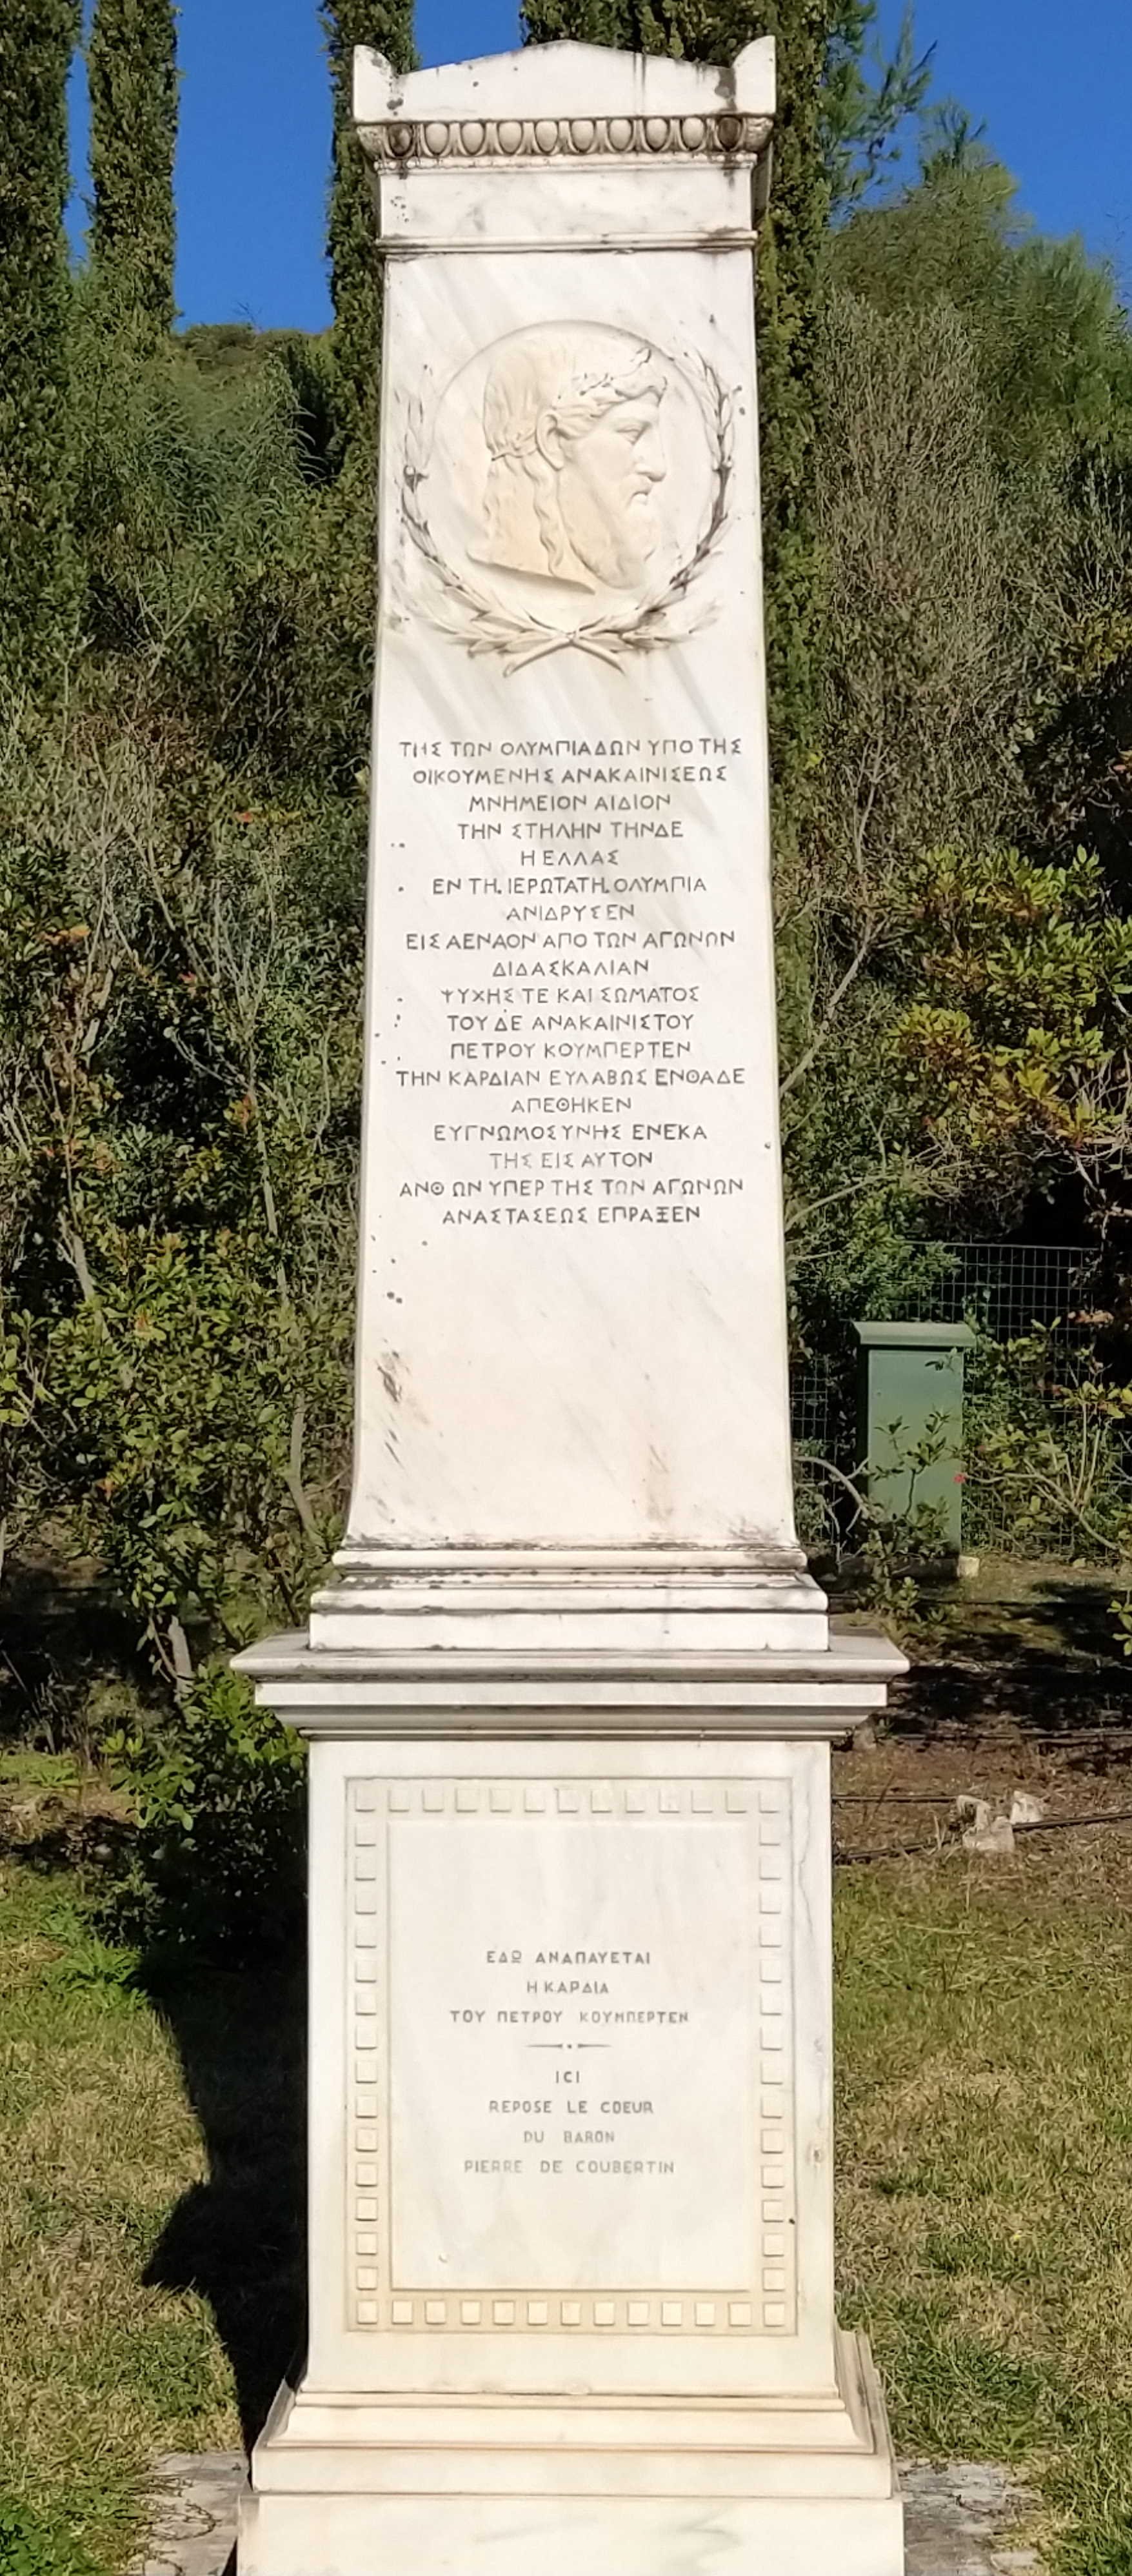 ΤΗΣ ΤΩΝ ΟΛΥΜΠΙΑΔΩΝ ΥΠΟ ΤΗΣ
ΟΙΚΟΥΜΕΝΗΣ ΑΝΑΚΑΙΝΙΣΕΩΣ
ΜΝΗΜΕΙΟΝ ΑΙΔΙΟΝ
ΤΗΝ ΣΤΗΛΗΝ ΤΗΝΔΕ
Η ΕΛΛΑΣ
ΕΝ ΤΗΙ ΙΕΡΩΤΑΤΗΙ ΟΛΥΜΠΙΑ
ΑΝΙΔΡΥΣΕΝ
ΕΙΣ ΑΕΝΑΟΝ ΑΠΟ ΤΩΝ ΑΓΩΝΩΝ
ΔΙΔΑΣΚΑΛΙΑΝ
ΨΥΧΗΣ ΤΕ ΚΑΙ ΣΩΜΑΤΟΣ
ΤΟΥ ΔΕ ΑΝΑΚΑΙΝΙΣΤΟΥ
ΠΕΤΡΟΥ ΚΟΥΜΠΕΡΤΕΝ
ΤΗΝ ΚΑΡΔΙΑΝ ΕΥΛΑΒΩΣ ΕΝΘΑΔΕ
ΑΠΕΘΗΚΕΝ
ΕΥΓΝΩΜΟΣΥΝΗΣ ΕΝΕΚΑ
ΤΗΣ ΕΙΣ ΑΥΤΟΝ
ΑΝΘ ΩΝ ΥΠΕΡ ΤΗΣ ΤΩΝ ΑΓΩΝΩΝ
ΑΝΑΣΤΑΣΕΩΣ ΕΠΡΑΞΕΝ
ΕΔΩ ΑΝΑΠΑΥΕΤΑΙ
Η ΚΑΡΔΙΑ
ΤΟΥ ΠΕΤΡΟΥ ΚΟΥΜΠΕΡΤΕΝ
ICI
REPOSE LE COEUR
DU BARON
PIERRE DE COUBERTIN